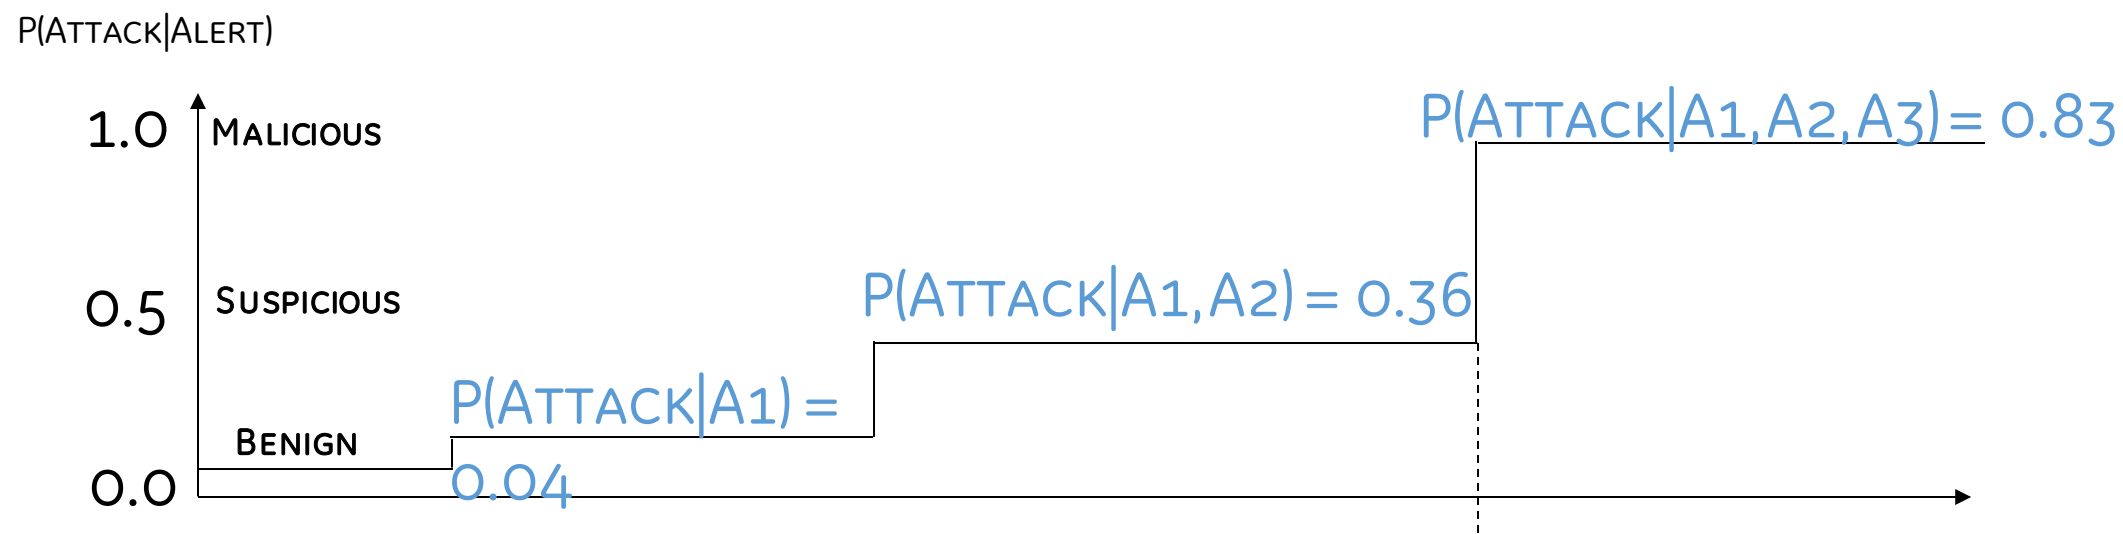 P(Attack|Alert)
1.0
Malicious
P(Attack|A1,A2,A3) = 0.83
0.5
Suspicious
P(Attack|A1,A2) = 0.36
P(Attack|A1) =
0.04
Benign
0.0